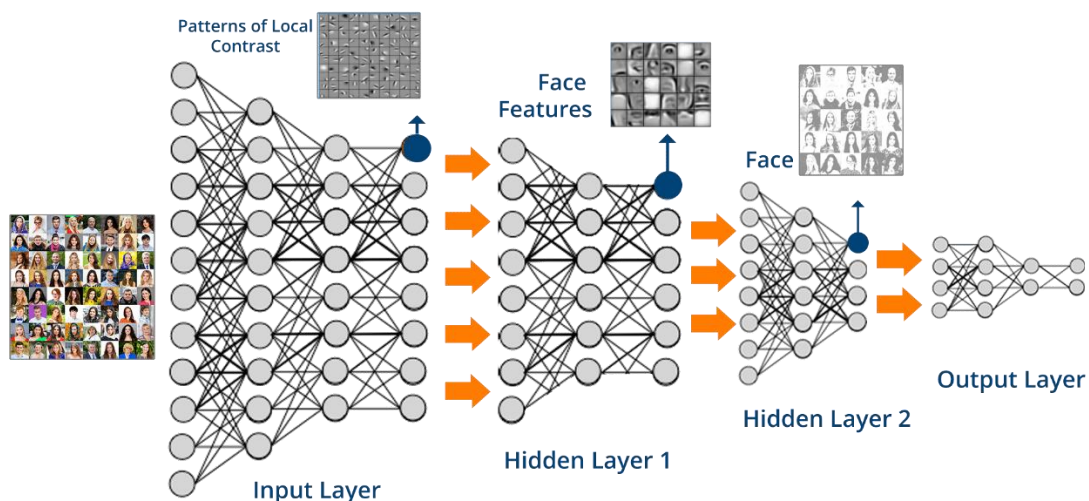 Patterns of Local
Contrast
Face
Features
Face
Input Layer
Hidden Layer 1
Hidden Layer 2
Output Layer